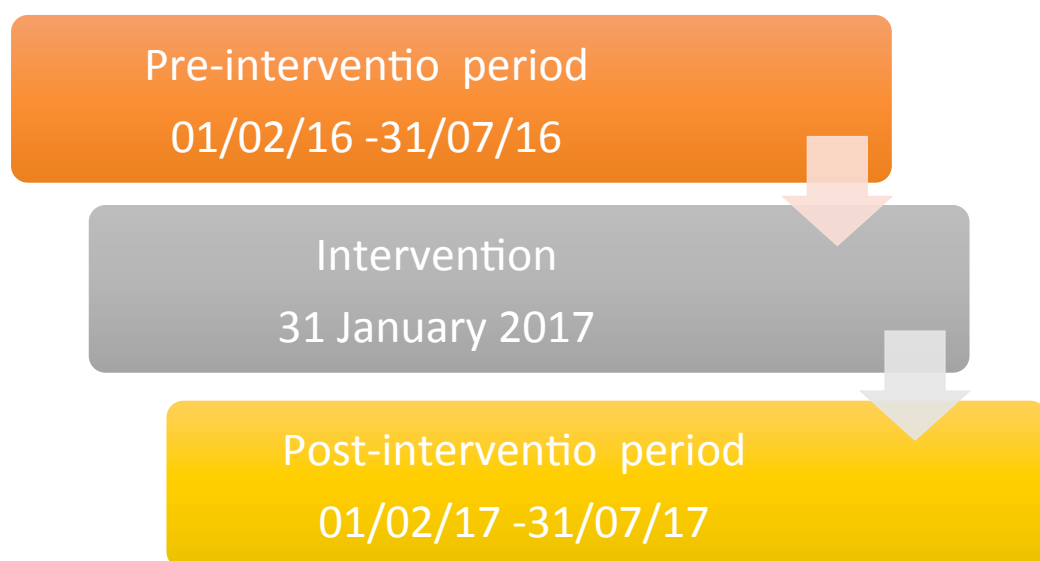 Pre-interventio period
01/02/16 -31/07/16
Intervention
31 January 2017
Post-interventio period
01/02/17 -31/07/17